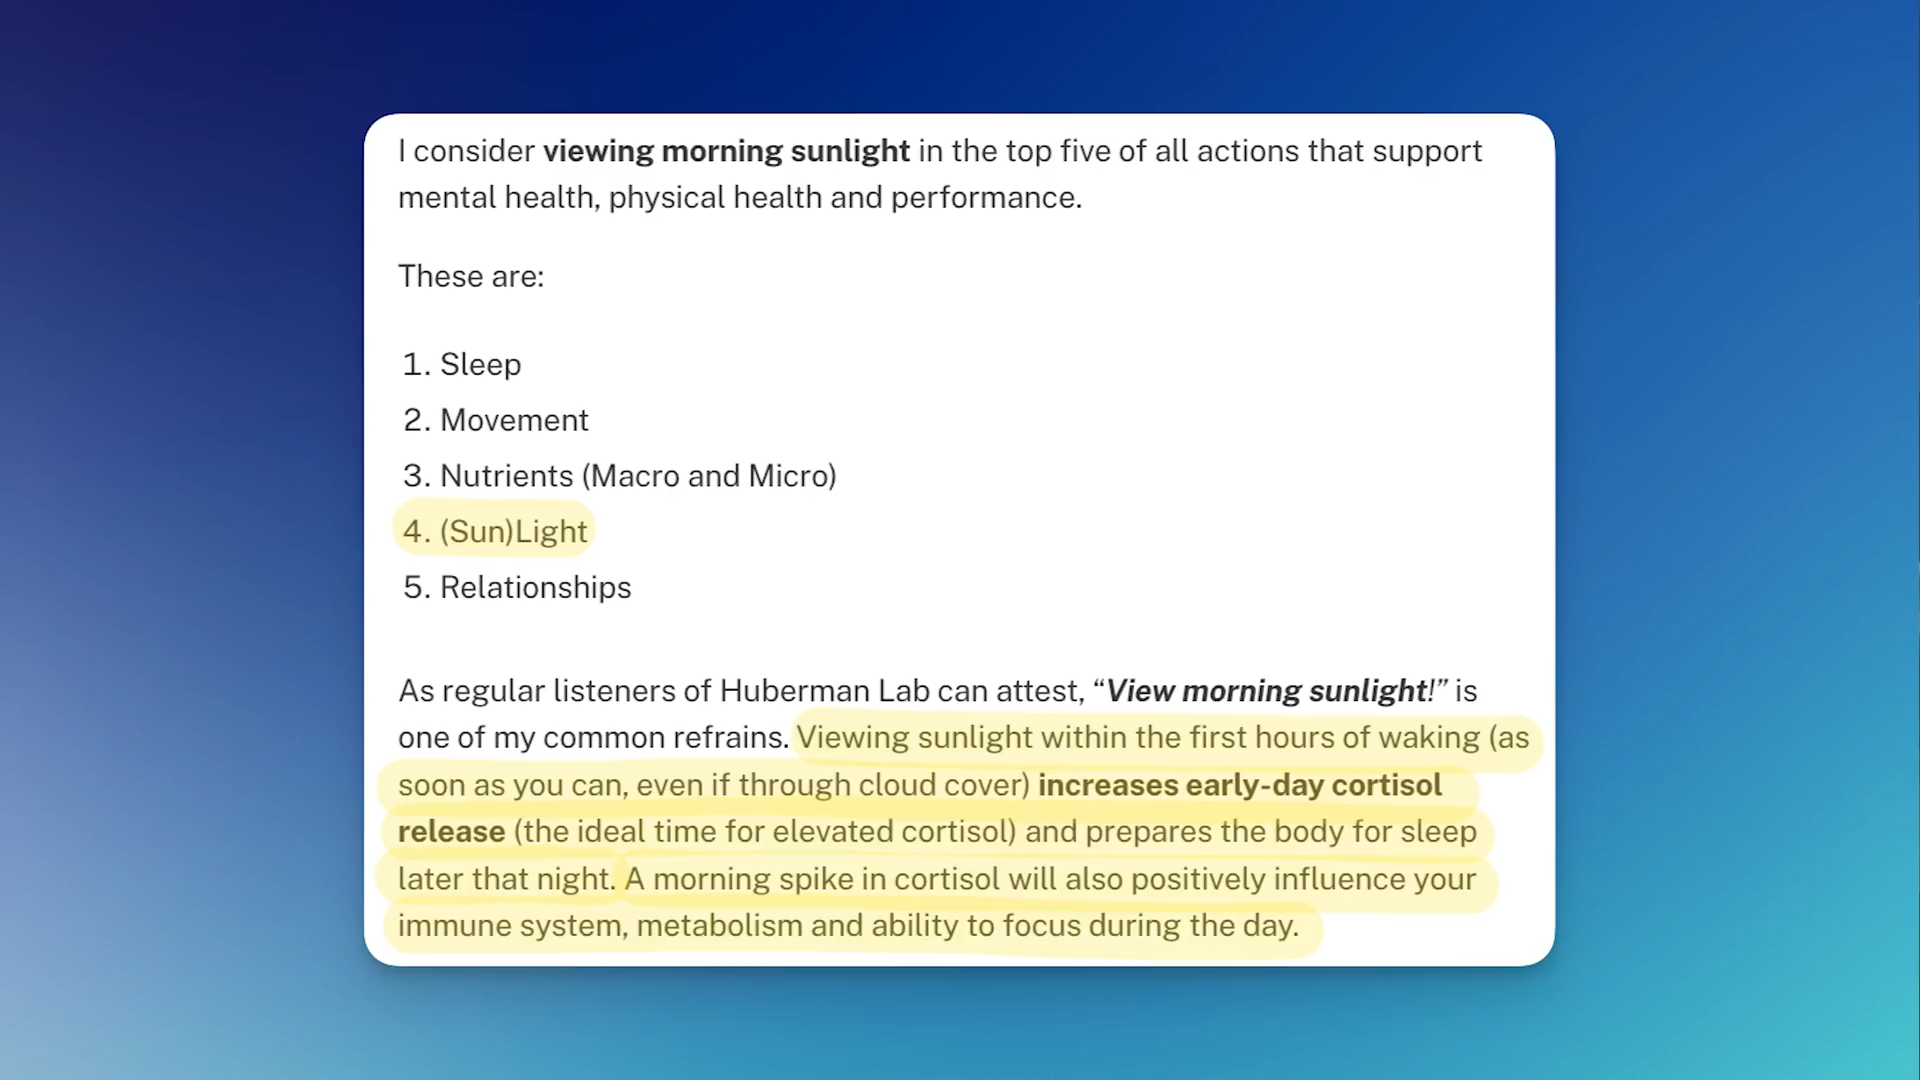 I consider viewing morning sunlight in the top five of all actions that support
mental health, physical health and performance.
These are:
1. Sleep
2. Movement
3. Nutrients (Macro and Micro)
4. (Sun)Light
5. Relationships
As regular listeners of Huberman Lab can attest, “View morning sunlight!” is
one of my common refrains. Viewing sunlight within the first hours of waking (as
soon as you can, even if through cloud cover) increases early-day cortisol
release (the ideal time for elevated cortisol) and prepares the body for sleep
later that night. A morning spike in cortisol will also positively influence your
immune system, metabolism and ability to focus during the day.